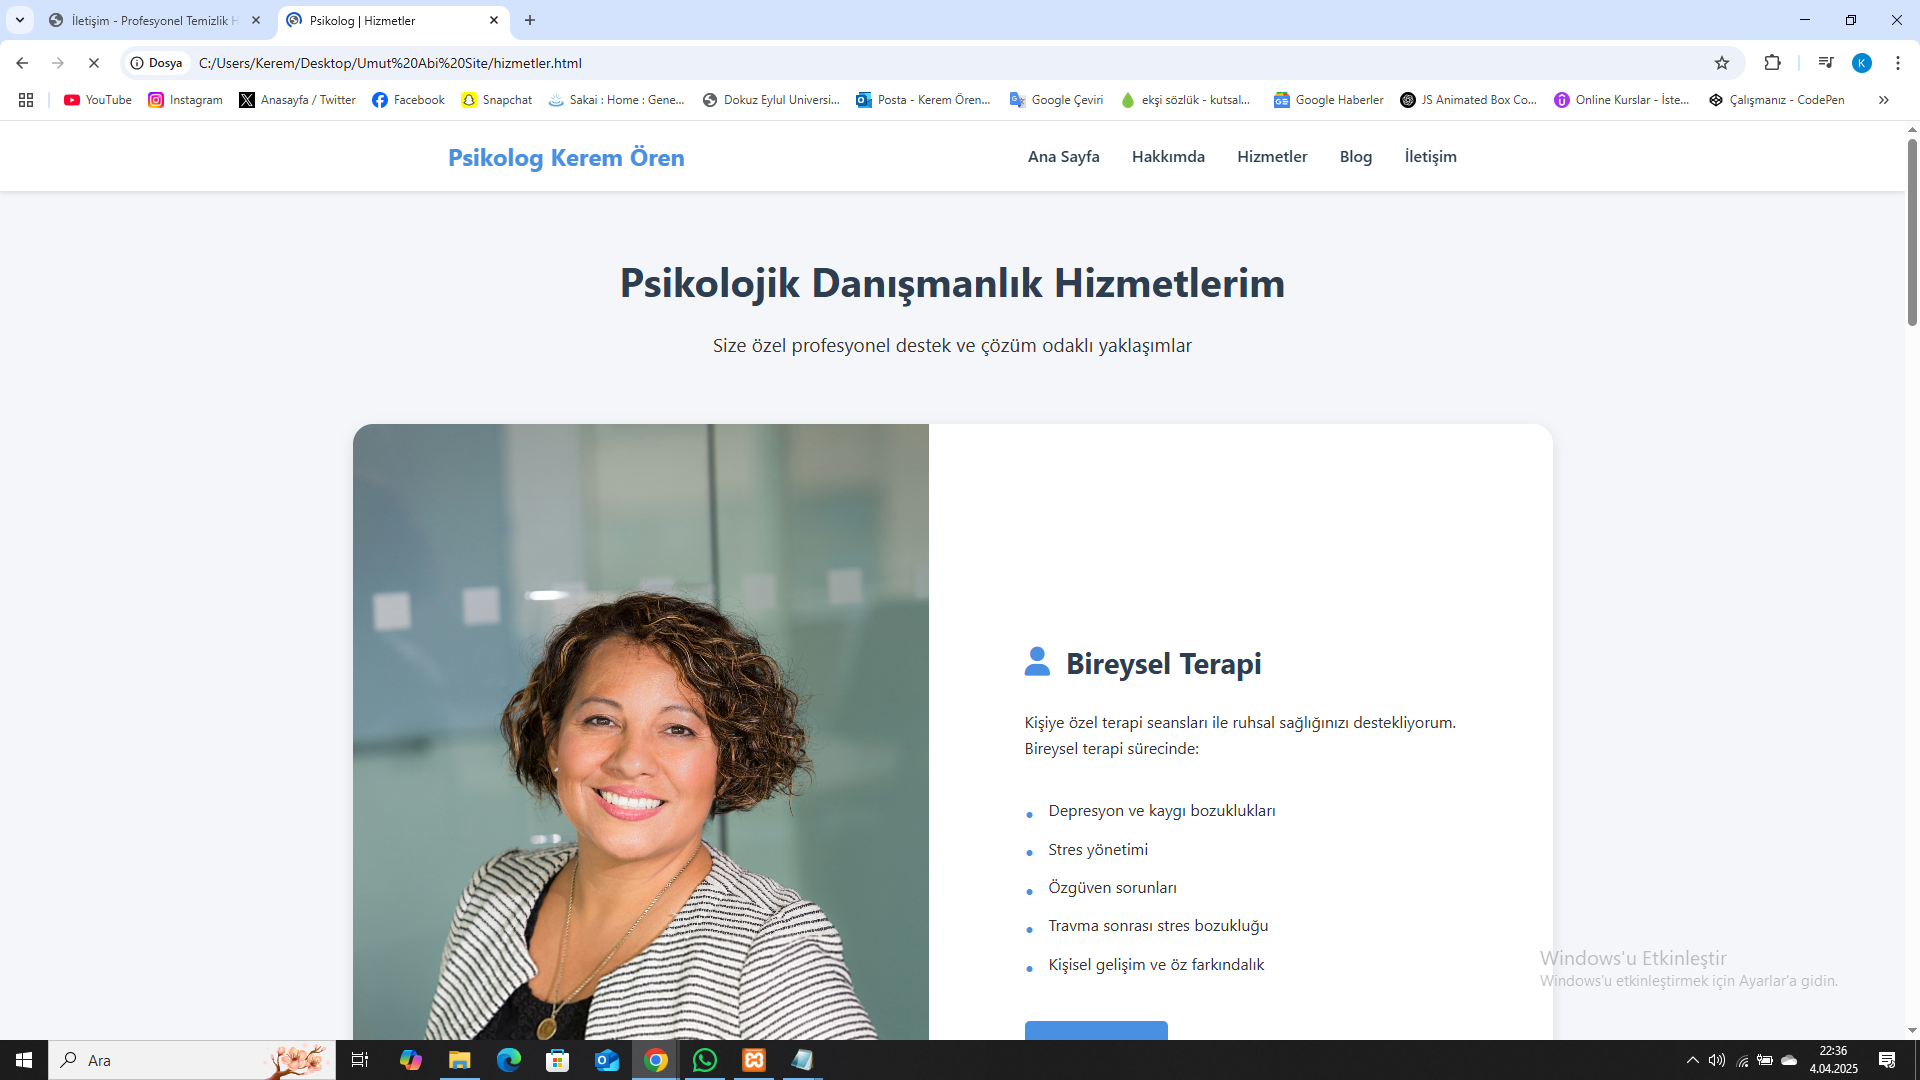 İletişim - Profesyonel Temizlik H
Psikolog | Hizmetler
Dosya
C:/Users/Kerem/Desktop/Umut%20Abi%20Site/hizmetler.html
K
YouTube
Instagram
Anasayfa / Twitter
Facebook
Snapchat
Sakai : Home : Gene...
Dokuz Eylul Universi...
Posta - Kerem Ören...
Google Çeviri
ekşi sözlük - kutsal...
Google Haberler
JS Animated Box Co...
Online Kurslar - İste...
Çalışmanız - CodePen
Psikolog Kerem Ören
Ana Sayfa
Hakkımda
Hizmetler
Blog
İletişim
Psikolojik Danışmanlık Hizmetlerim
Size özel profesyonel destek ve çözüm odaklı yaklaşımlar
Bireysel Terapi
Kişiye özel terapi seansları ile ruhsal sağlığınızı destekliyorum.
Bireysel terapi sürecinde:
Depresyon ve kaygı bozuklukları
Stres yönetimi
Özgüven sorunları
Travma sonrası stres bozukluğu
Kişisel gelişim ve öz farkındalık
Windows'u Etkinleştir
Windows'u etkinleştirmek için Ayarlar'a gidin.
Ara
22:36
4.04.2025